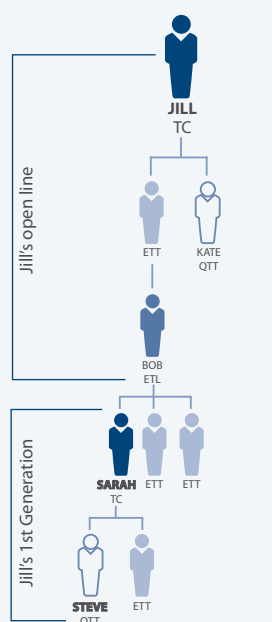 JILL
TC
Jill's open line
ETT
KATE
QTT
BOB
ETL
SARAH
TC
ETT
ETT
Jill's 1st Generation
STEVE
QTT
ETT